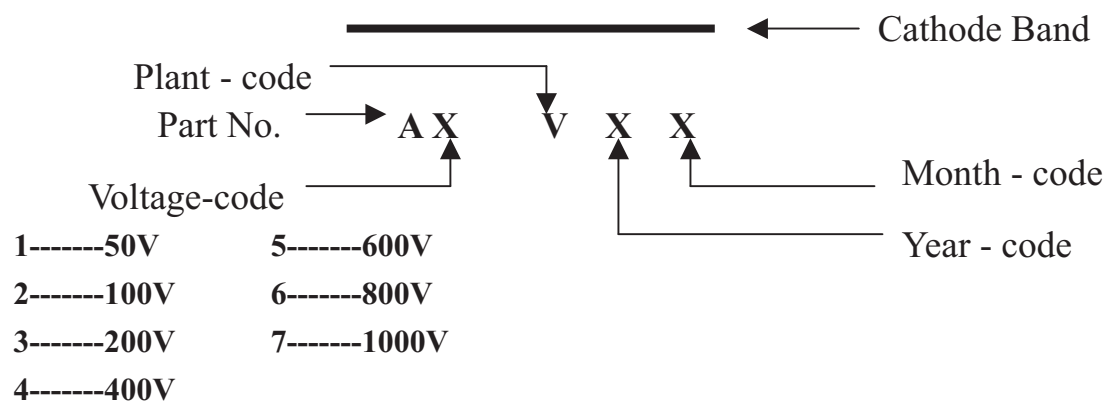 Cathode Band
Plant - code
Part No.
A X V X X
Month - code
Voltage-code
Year - code
1-------50V 5-------600V
2-------100V 6-------800V
3-------200V 7-------1000V
4-------400V